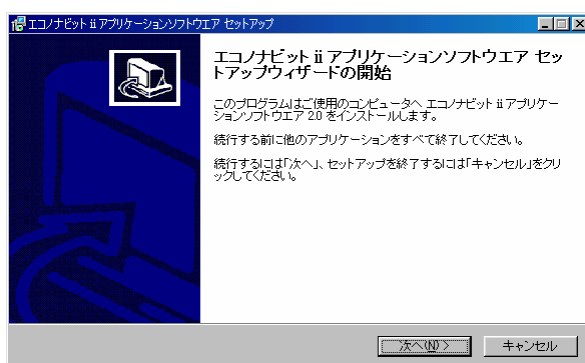 エコノナビット ii アプリケーションソフトウエア セットアップ
エコノナビット ii アプリケーションソフトウエア セッ
トアップウィザードの開始
このプログラムはご使用のコンピュータへ エコノナビット ii アプリケー
ションソフトウエア 2.0 をインストールします。
続行する前に他のアプリケーションをすべて終了してください。
続行するには「次へ」、セットアップを終了するには「キャンセル」をクリ
ックしてください。
次へ(N) >
キャンセル